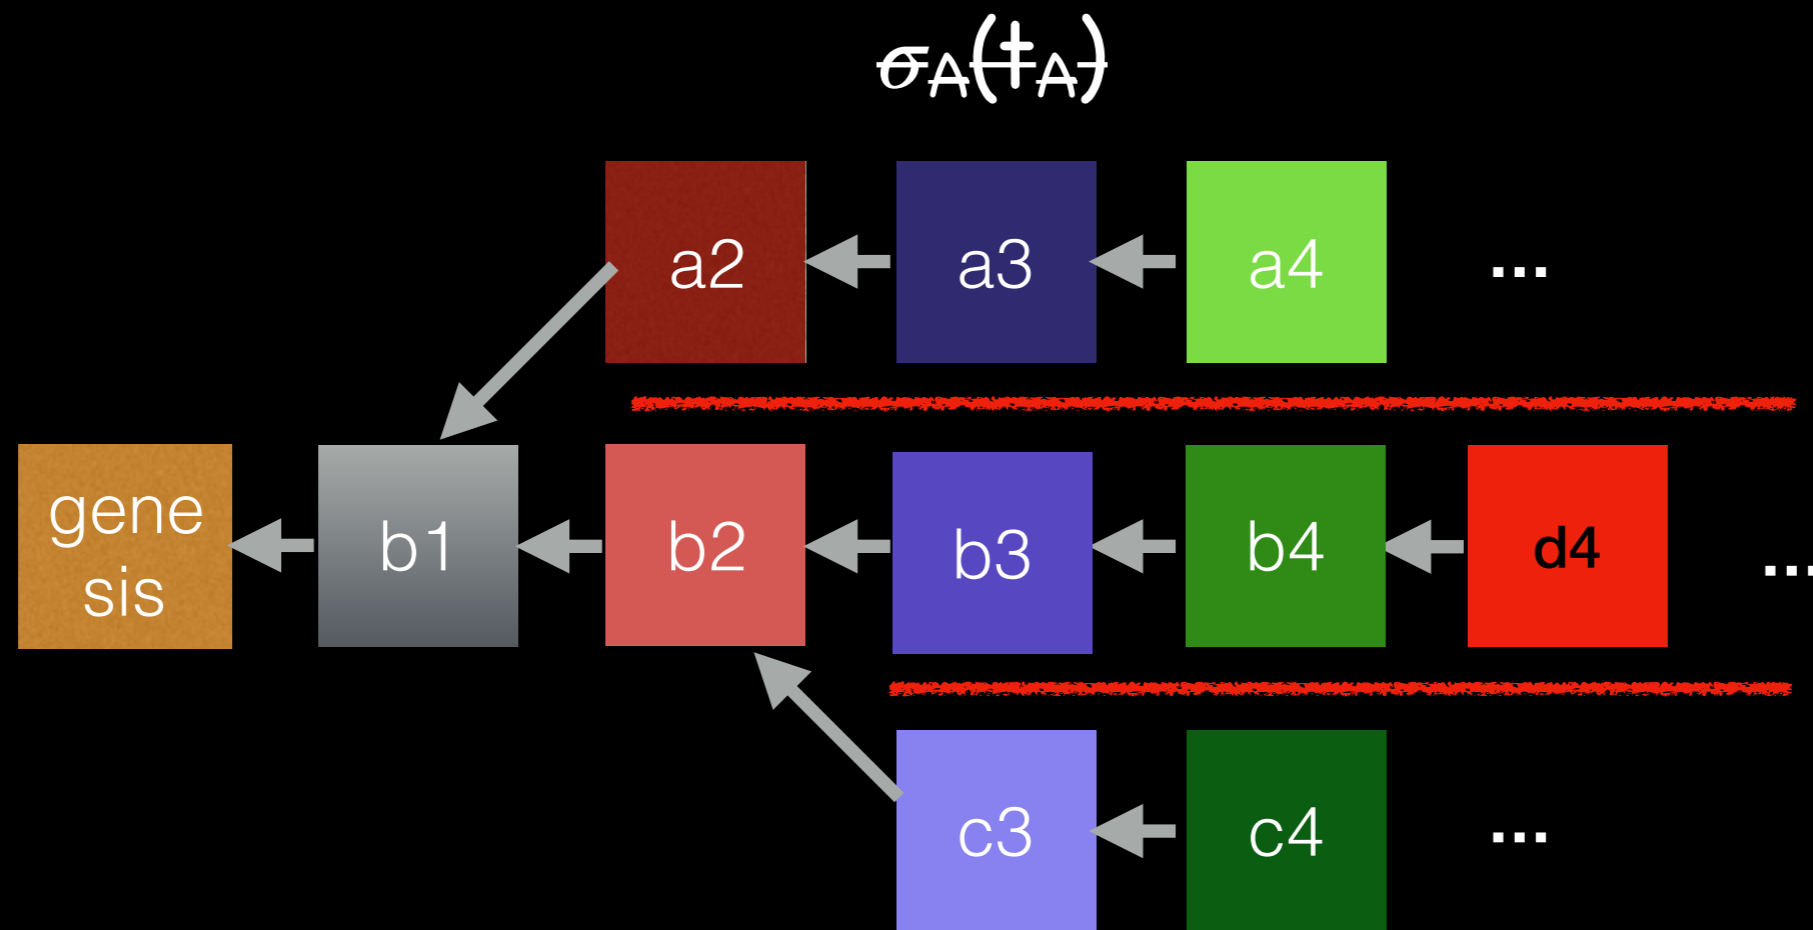 σA(tA)
a2 a3 a4 ...
gene
sis
b1 b2 b3 b4 d4 ...
c3 c4 ...